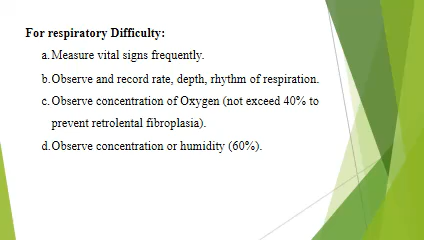 For respiratory Difficulty:
a. Measure vital signs frequently.
b. Observe and record rate, depth, rhythm of respiration.
c. Observe concentration of Oxygen (not exceed 40% to
prevent retrolental fibroplasia).
d. Observe concentration or humidity (60%).